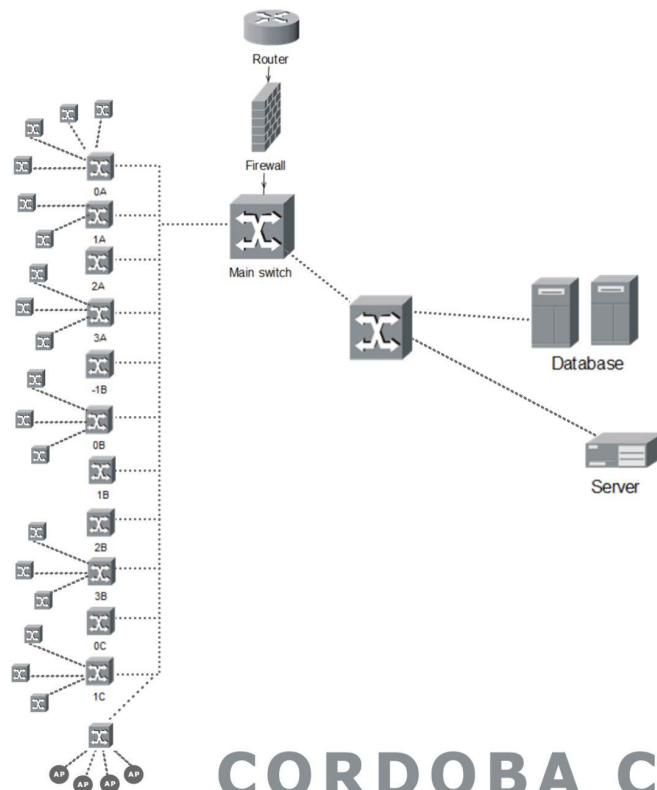 Router
Firewall
Main switch
0A
1A
2A
3A
-1B
0B
1B
2B
3B
0C
1C
Database
Server
AP
AP
AP
AP
CORDOBA C